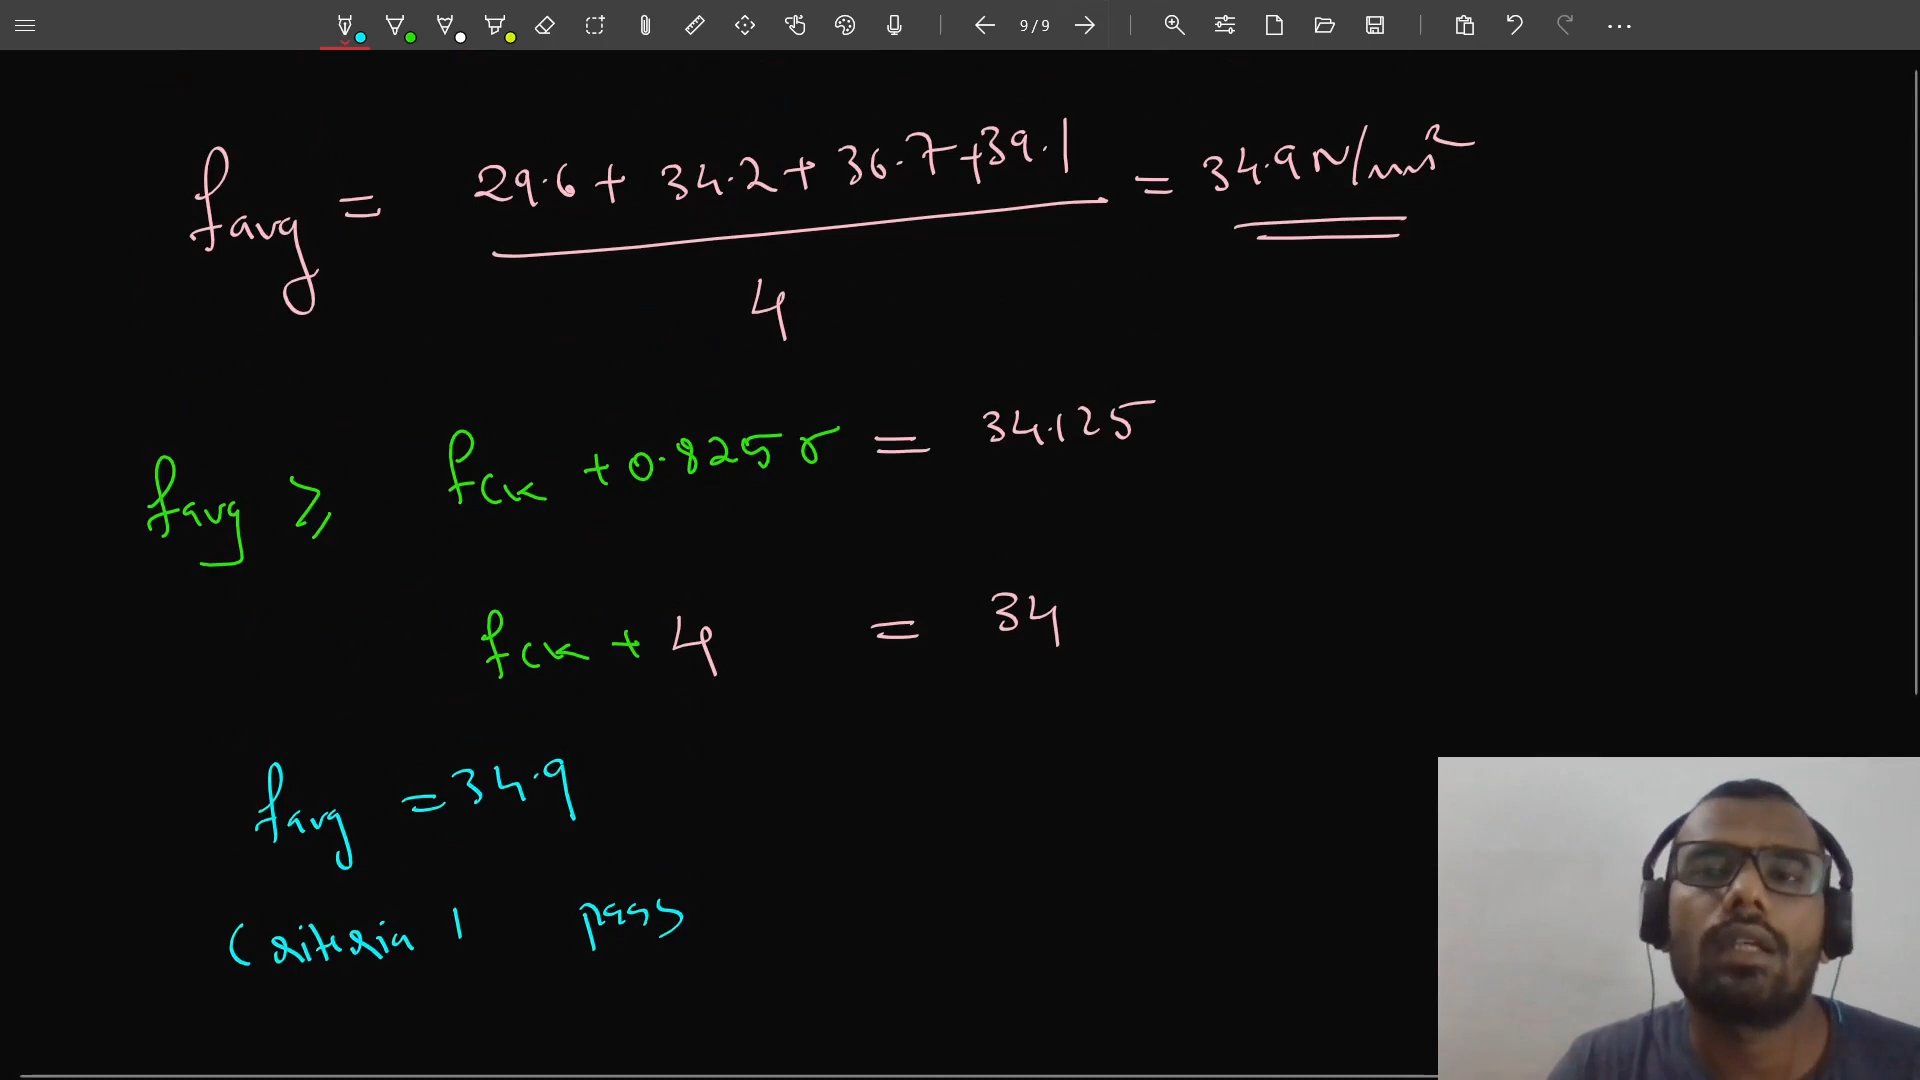 9/9
favg = 29.6 + 34.2 + 36.7 + 39.1 / 4 = 34.9 N/mm²
favg ≥ fck + 0.825 σ = 34.125
fck + 4 = 34
favg = 34.9
Criteria 1 pass